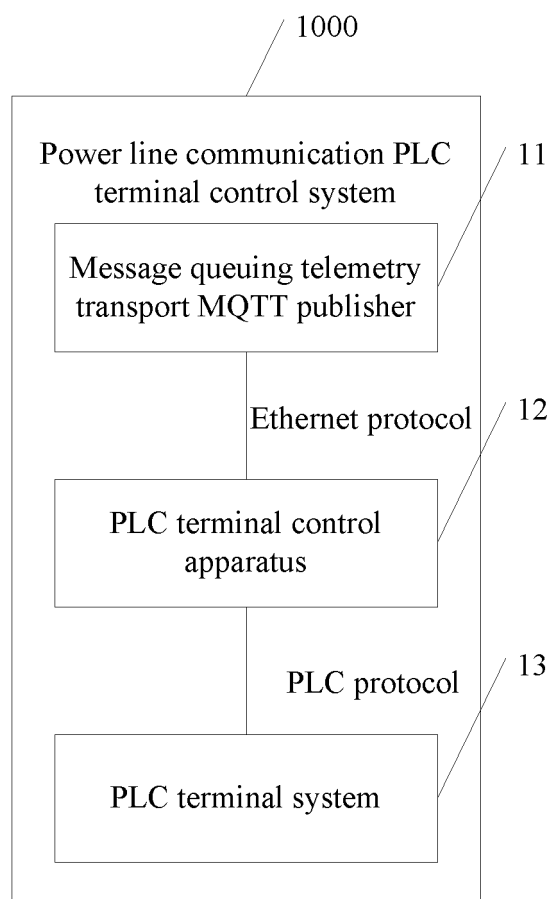 1000
Power line communication PLC
terminal control system
11
Message queuing telemetry
transport MQTT publisher
Ethernet protocol
12
PLC terminal control
apparatus
13
PLC protocol
PLC terminal system